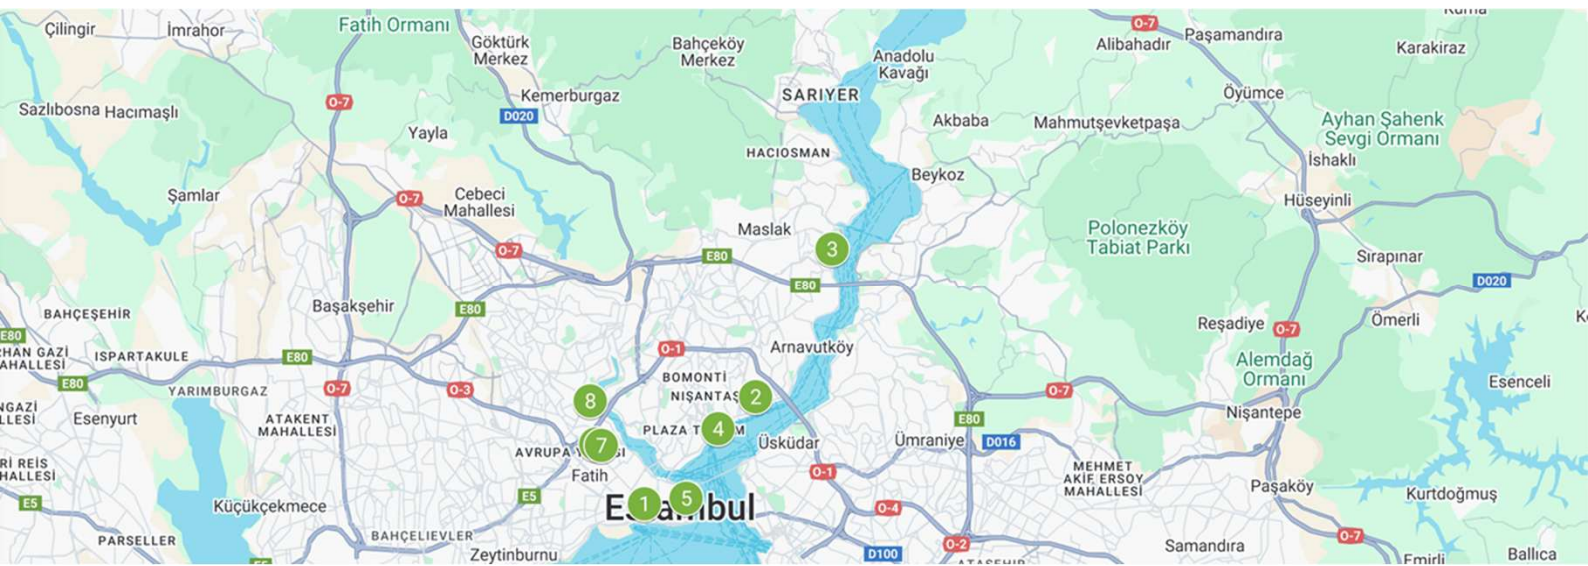 Çilingir
İmrahor
Fatih Ormanı
Göktürk
Merkez
Bahçeköy
Merkez
Anadolu
Kavağı
O-7
Alibahadır
Paşamandıra
Karakiraz
Sazlıbosna
Hacımaşlı
O-7
Kemerburgaz
D020
SARIYER
Öyümce
Yayla
Akbaba
Mahmutşevketpaşa
Ayhan Şahenk
Sevgi Ormanı
HACIOSMAN
İshaklı
Şamlar
O-7
Cebeci
Mahallesi
Beykoz
Hüseyinli
Maslak
3
Polonezköy
Tabiat Parkı
O-7
E80
E80
Sırapınar
D020
Başakşehir
E80
BAHÇEŞEHİR
Reşadiye
O-7
Ömerli
E80
ISPARTAKULE
E80
O-1
Arnavutköy
Alemdağ
Ormanı
E80
YARIMBURGAZ
O-7
O-3
BOMONTİ
NIŞANTAŞ
2
O-7
Esenceli
8
Esenyurt
ATAKENT
MAHALLESİ
E80
Nişantepe
PLAZA T
4
M
Üsküdar
Ümraniye
D016
AVRUPA Y
7
SI
Fatih
O-1
MEHMET
AKİF ERSOY
MAHALLESİ
Paşaköy
Kurtdoğmuş
E5
Küçükçekmece
E5
1
5
O-4
PARSELLER
BAHÇELİEVLER
Zeytinburnu
D100
O-2
O-7
Samandıra
Emirli
Ballıca